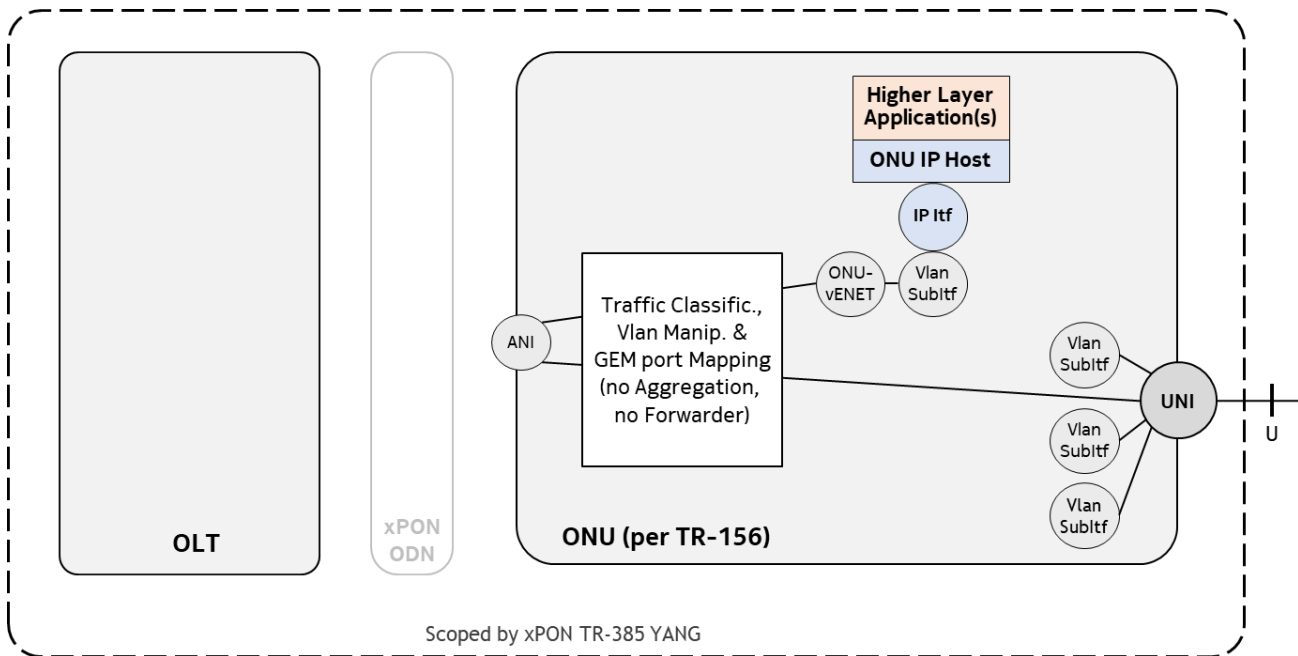 Higher Layer
Application(s)
ONU IP Host
IP Itf
ONU-
vENET
Vlan
SubItf
Traffic Classific.,
Vlan Manip. &
GEM port Mapping
(no Aggregation,
no Forwarder)
ANI
Vlan
SubItf
UNI
Vlan
SubItf
Vlan
SubItf
U
OLT
xPON
ODN
ONU (per TR-156)
Scoped by xPON TR-385 YANG